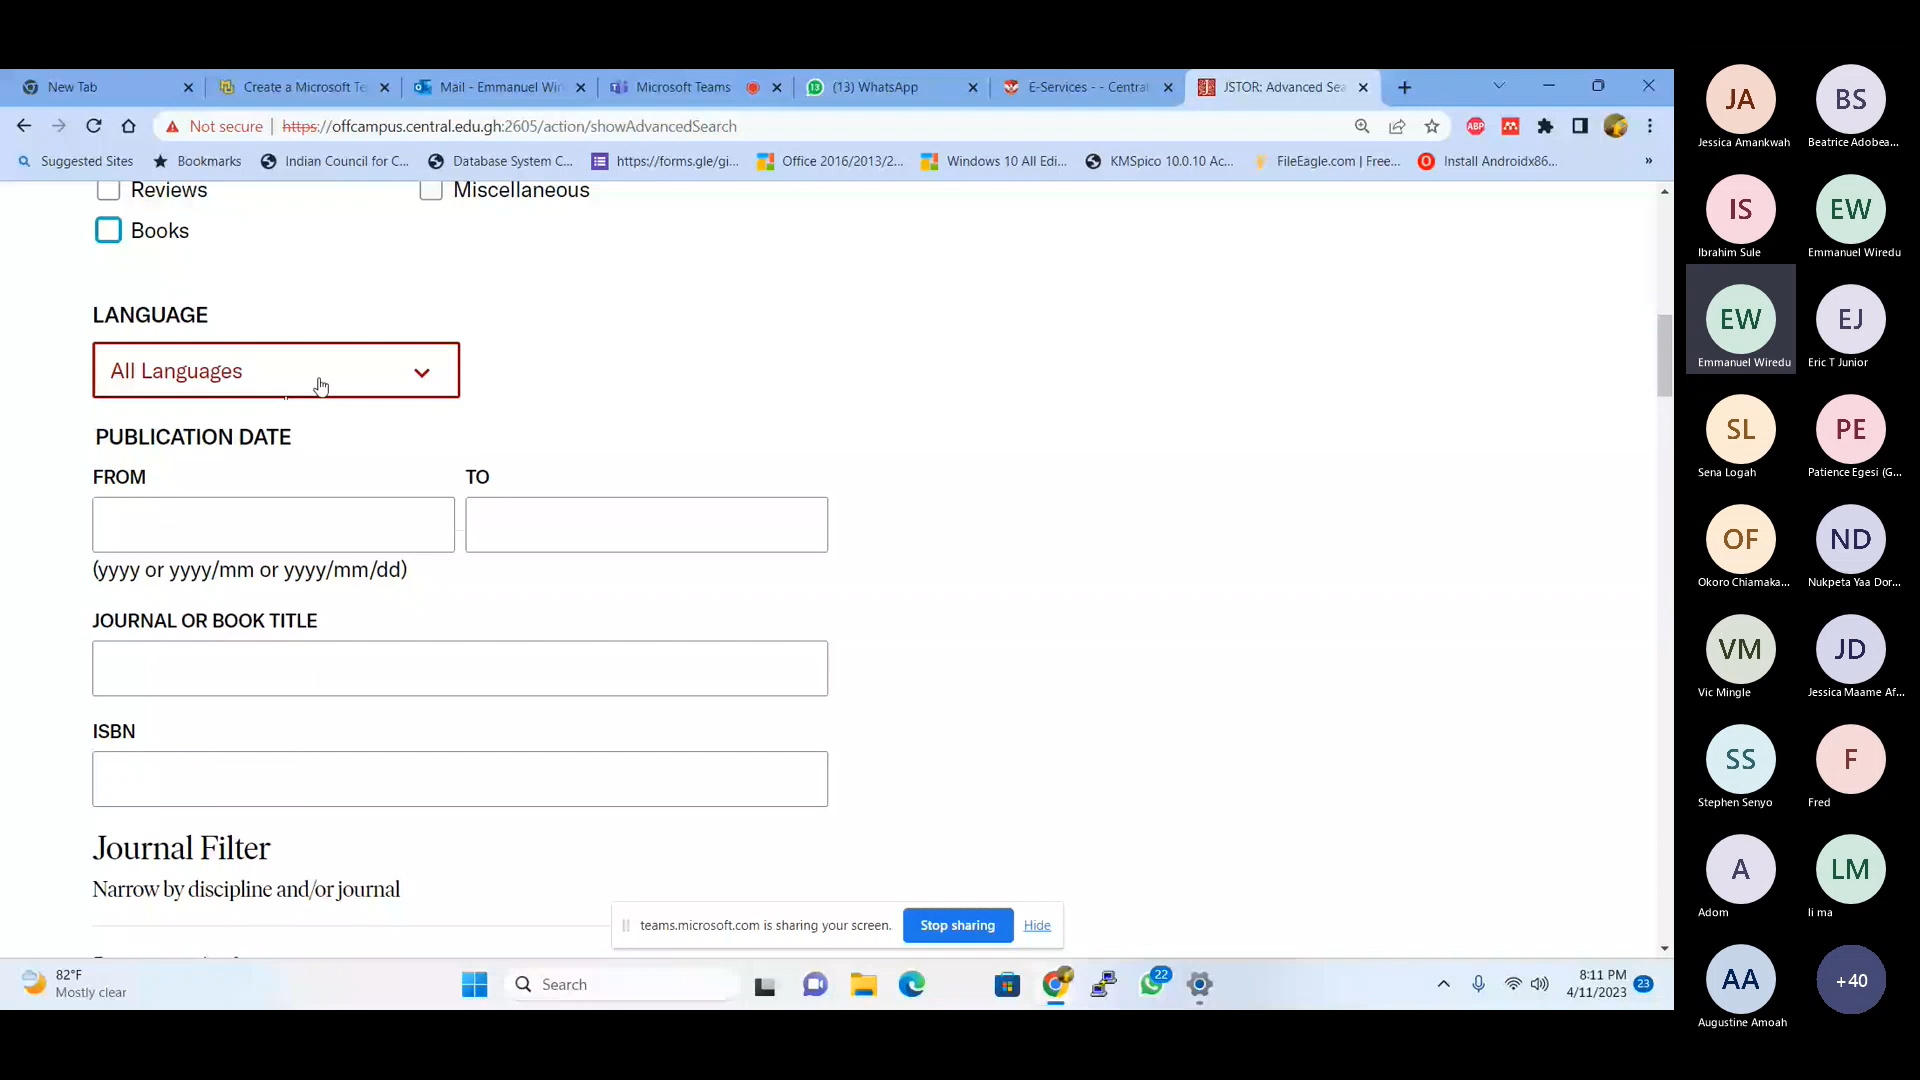 New Tab
Create a Microsoft Te
Mail - Emmanuel Wir
Microsoft Teams
(13) WhatsApp
E-Services - - Central
JSTOR: Advanced Sea
Not secure
https://offcampus.central.edu.gh:2605/action/showAdvancedSearch
ABP
Suggested Sites
Bookmarks
Indian Council for C...
Database System C...
https://forms.gle/gi...
Office 2016/2013/2...
Windows 10 All Edi...
KMSpico 10.0.10 Ac...
FileEagle.com | Free...
Install Androidx86...
»
Reviews
Miscellaneous
Books
LANGUAGE
All Languages
PUBLICATION DATE
FROM
TO
(yyyy or yyyy/mm or yyyy/mm/dd)
JOURNAL OR BOOK TITLE
ISBN
Journal Filter
Narrow by discipline and/or journal
teams.microsoft.com is sharing your screen.
Stop sharing
Hide
82°F
Mostly clear
Search
22
8:11 PM
4/11/2023
23
JA
Jessica Amankwah
BS
Beatrice Adobea...
IS
Ibrahim Sule
EW
Emmanuel Wiredu
EW
Emmanuel Wiredu
EJ
Eric T Junior
SL
Sena Logah
PE
Patience Egesi (G...
OF
Okoro Chiamaka...
ND
Nukpeta Yaa Dor...
VM
Vic Mingle
JD
Jessica Maame Af...
SS
Stephen Senyo
F
Fred
A
Adom
LM
li ma
AA
Augustine Amoah
+40